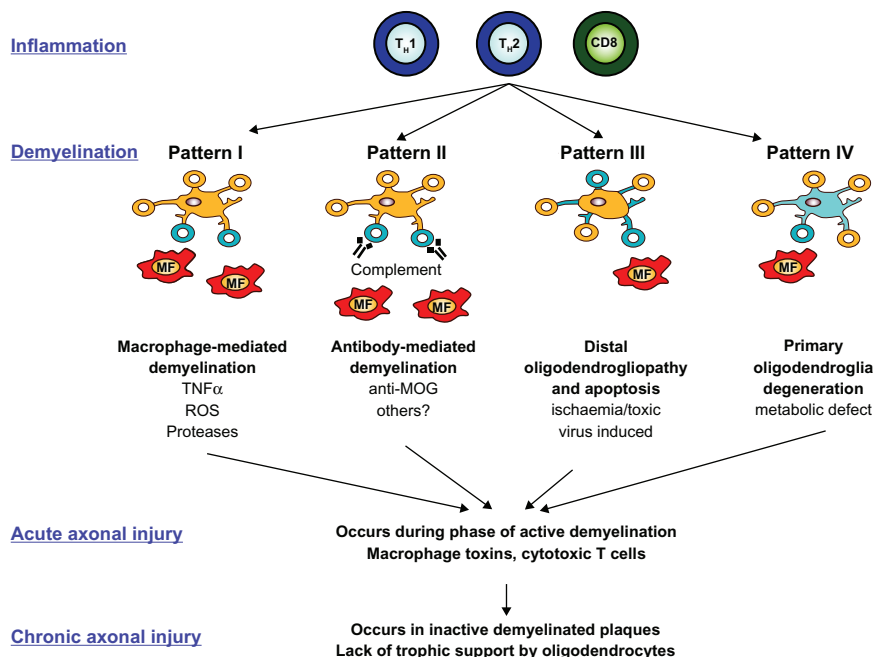 Inflammation
TH1
TH2
CD8
Demyelination
Pattern I
Pattern II
Pattern III
Pattern IV
Complement
MF
MF
MF
MF
MF
MF
Macrophage-mediated
demyelination
TNFα
ROS
Proteases
Antibody-mediated
demyelination
anti-MOG
others?
Distal
oligodendrogliopathy
and apoptosis
ischaemia/toxic
virus induced
Primary
oligodendroglia
degeneration
metabolic defect
Acute axonal injury
Occurs during phase of active demyelination
Macrophage toxins, cytotoxic T cells
Chronic axonal injury
Occurs in inactive demyelinated plaques
Lack of trophic support by oligodendrocytes